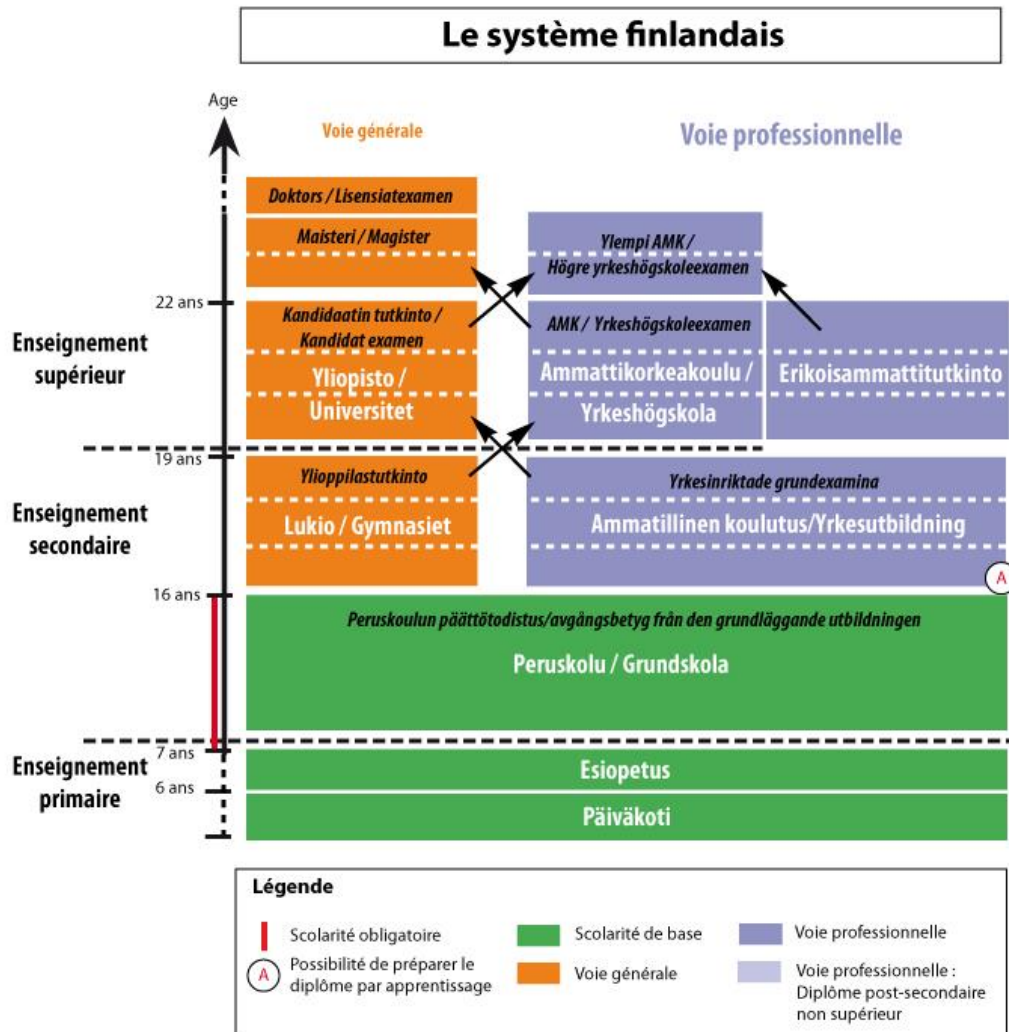 Le système finlandais
Age
Voie générale
Voie professionnelle
Doktors / Lisensiatexamen
Maisteri / Magister
Ylempi AMK /
Högre yrkeshögskoleexamen
22 ans
Kandidaatin tutkinto /
Kandidat examen
AMK / Yrkeshögskoleexamen
Enseignement
supérieur
Yliopisto /
Universitet
Ammattikorkeakoulu /
Yrkeshögskola
Erikoisammattitutkinto
19 ans
Ylioppilastutkinto
Yrkesinriktade grundexamina
Enseignement
secondaire
Lukio / Gymnasiet
Ammatillinen koulutus/Yrkesutbildning
A
16 ans
Peruskoulun päättötodistus/avgångsbetyg från den grundläggande utbildningen
Peruskolu / Grundskola
7 ans
Enseignement
primaire
Esiopetus
6 ans
Päiväkoti
Légende
Scolarité obligatoire
A
Possibilité de préparer le
diplôme par apprentissage
Scolarité de base
Voie générale
Voie professionnelle
Voie professionnelle :
Diplôme post-secondaire
non supérieur